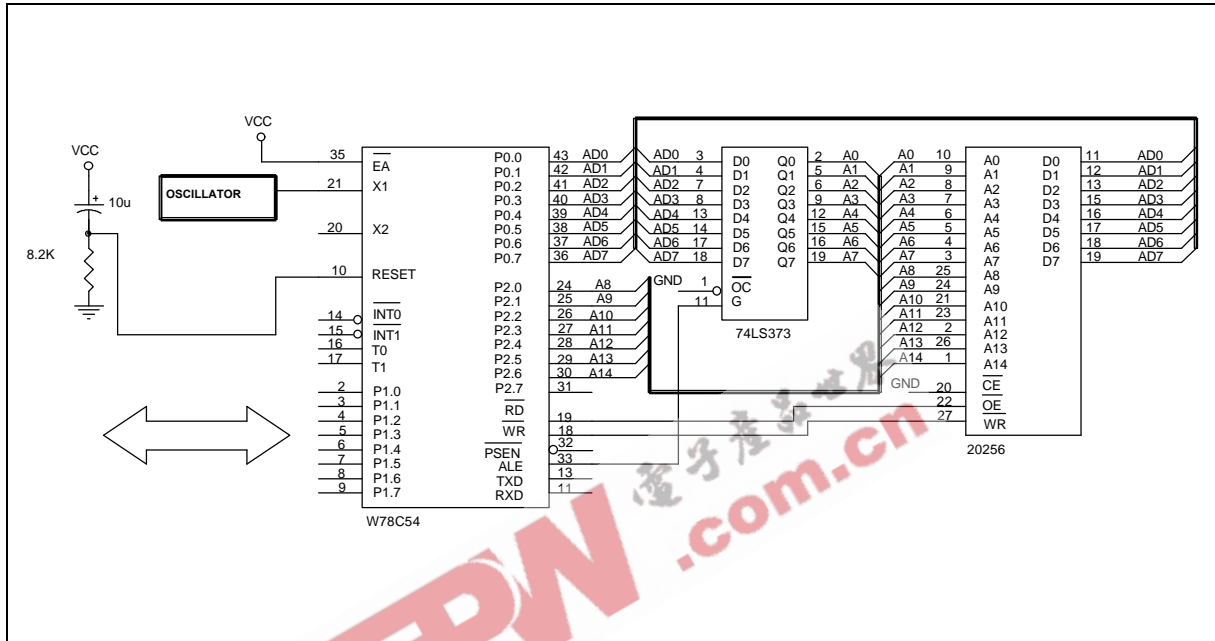 VCC
VCC
10u
8.2K
OSCILLATOR
35 EA
21 X1
20 X2
10 RESET
14 INT0
15 INT1
16 T0
17 T1
2 P1.0
3 P1.1
4 P1.2
5 P1.3
6 P1.4
7 P1.5
8 P1.6
9 P1.7
P0.0 43 AD0
P0.1 42 AD1
P0.2 41 AD2
P0.3 40 AD3
P0.4 39 AD4
P0.5 38 AD5
P0.6 37 AD6
P0.7 36 AD7
P2.0 24 A8
P2.1 25 A9
P2.2 26 A10
P2.3 27 A11
P2.4 28 A12
P2.5 29 A13
P2.6 30 A14
P2.7 31
RD 19
WR 18
PSEN 32
ALE 33
TXD 13
RXD 11
W78C54
AD0 3 D0 Q0 2 A0
AD1 4 D1 Q1 5 A1
AD2 7 D2 Q2 6 A2
AD3 8 D3 Q3 9 A3
AD4 13 D4 Q4 12 A4
AD5 14 D5 Q5 15 A5
AD6 17 D6 Q6 16 A6
AD7 18 D7 Q7 19 A7
GND 1 OC
11 G
74LS373
A0 10 A0 D0 11 AD0
A1 9 A1 D1 12 AD1
A2 8 A2 D2 13 AD2
A3 7 A3 D3 15 AD3
A4 6 A4 D4 16 AD4
A5 5 A5 D5 17 AD5
A6 4 A6 D6 18 AD6
A7 3 A7 D7 19 AD7
A8 25 A8
A9 24 A9
A10 21 A10
A11 23 A11
A12 2 A12
A13 26 A13
A14 1 A14
GND 20 CE
22 OE
27 WR
20256
電子產品世界
.com.cn